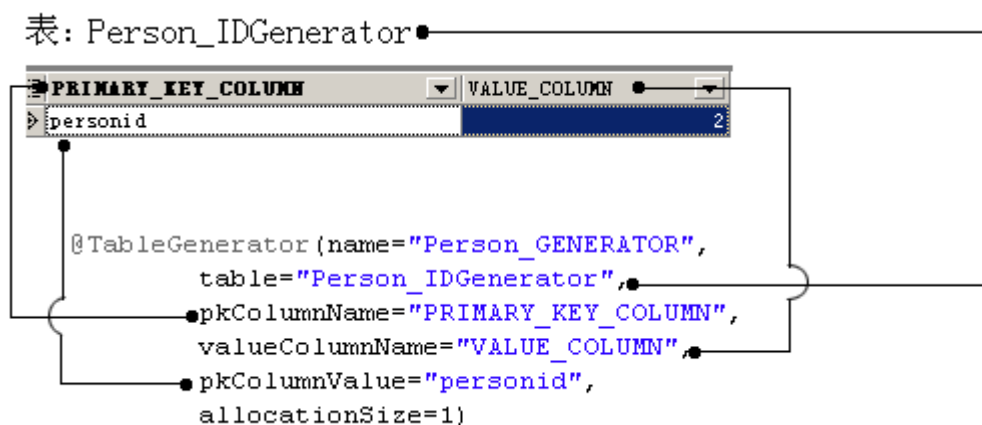 表: Person_IDGenerator
PRIMARY_KEY_COLUMN VALUE_COLUMN
personid 2
@TableGenerator(name="Person_GENERATOR",
table="Person_IDGenerator",
pkColumnName="PRIMARY_KEY_COLUMN",
valueColumnName="VALUE_COLUMN",
pkColumnValue="personid",
allocationSize=1)